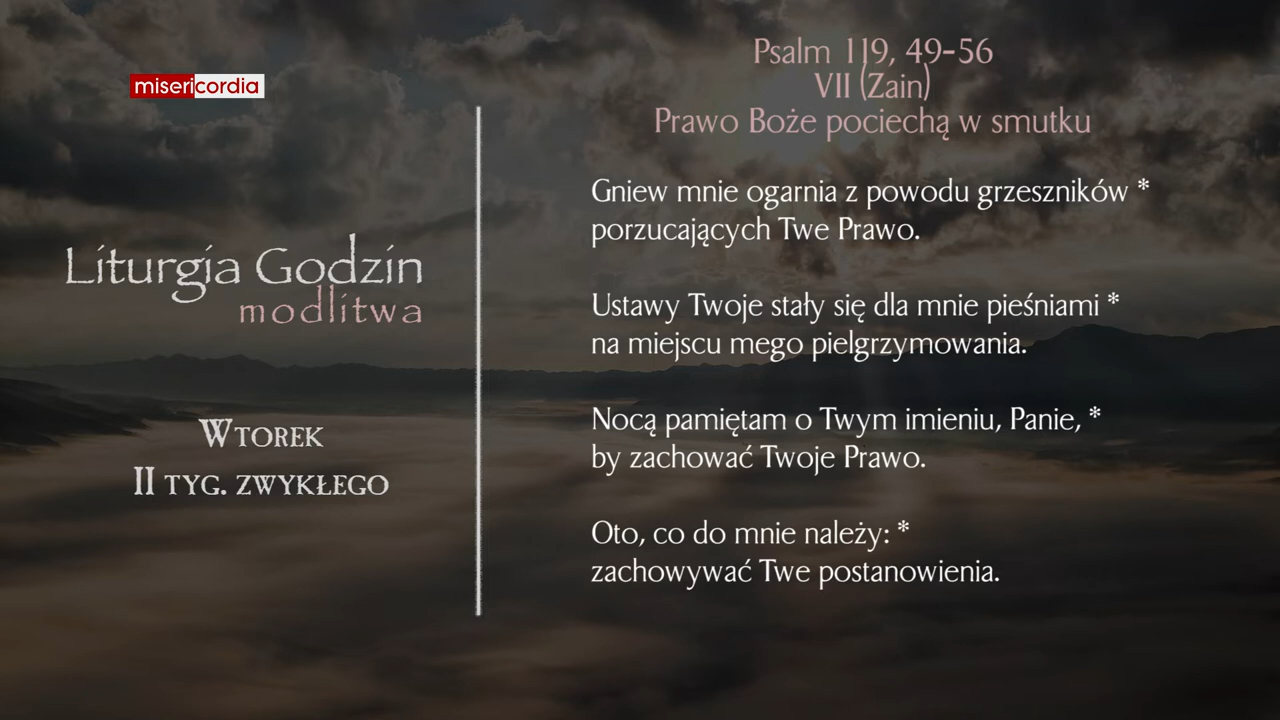 misericordia
Liturgia Godzin
modlitwa
Wtorek
II tyg. zwykłego
Psalm 119, 49-56
VII (Zain)
Prawo Boże pociechą w smutku
Gniew mnie ogarnia z powodu grzeszników *
porzucających Twe Prawo.
Ustawy Twoje stały się dla mnie pieśniami *
na miejscu mego pielgrzymowania.
Nocą pamiętam o Twym imieniu, Panie, *
by zachować Twoje Prawo.
Oto, co do mnie należy: *
zachowywać Twe postanowienia.